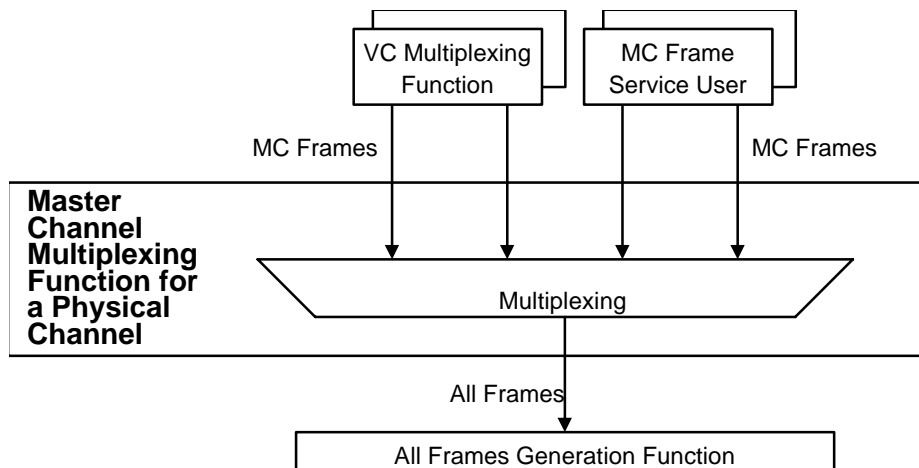 VC Multiplexing
Function
MC Frame
Service User
MC Frames
MC Frames
Master
Channel
Multiplexing
Function for
a Physical
Channel
Multiplexing
All Frames
All Frames Generation Function